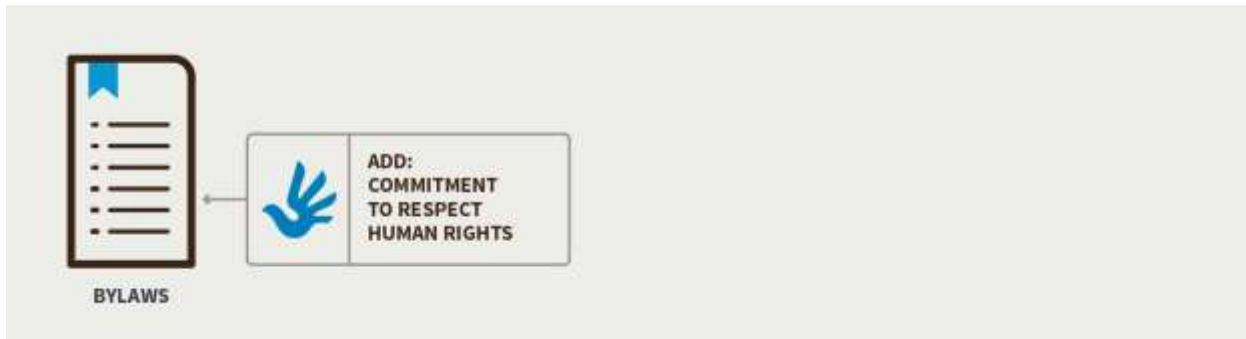 ADD:
COMMITMENT
TO RESPECT
HUMAN RIGHTS
BYLAWS